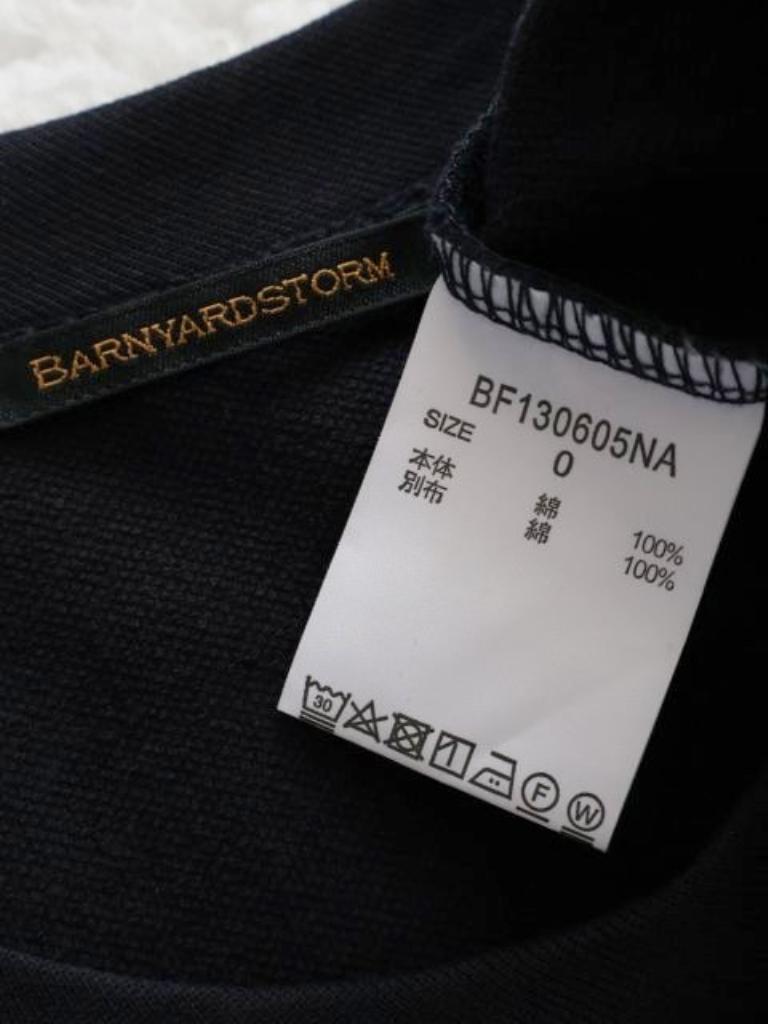 BARNYARDSTORM
BF130605NA
SIZE 0
本体 綿 100%
別布 綿 100%
30
F W